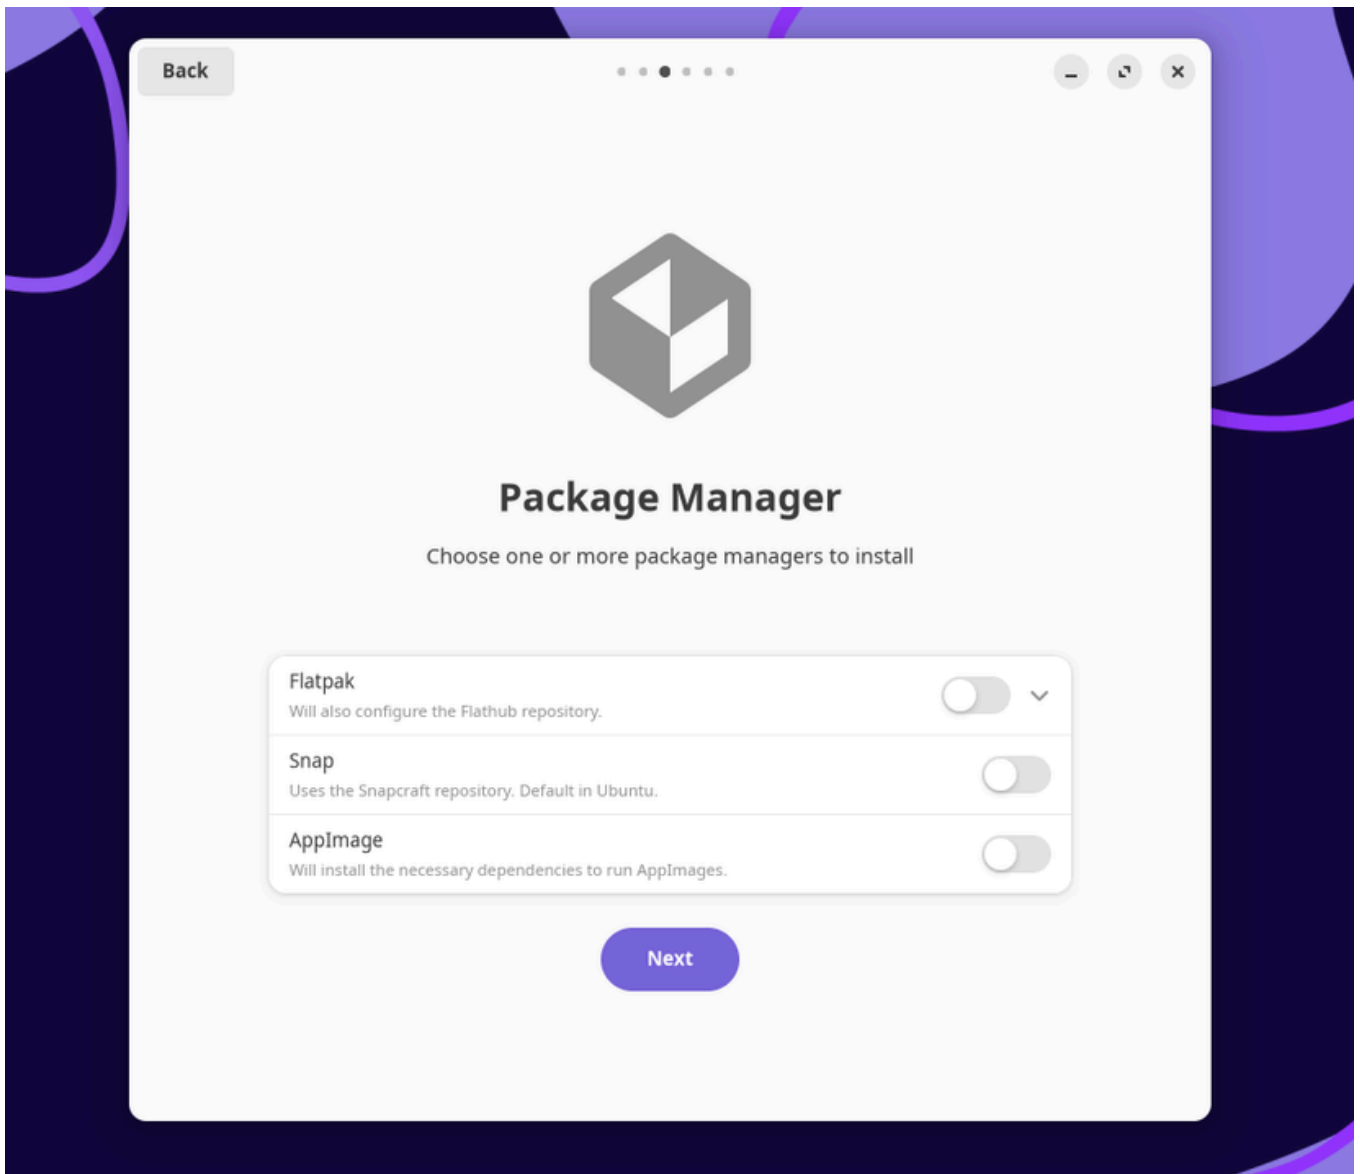 Back
Package Manager
Choose one or more package managers to install
Flatpak
Will also configure the Flathub repository.
Snap
Uses the Snapcraft repository. Default in Ubuntu.
AppImage
Will install the necessary dependencies to run AppImages.
Next